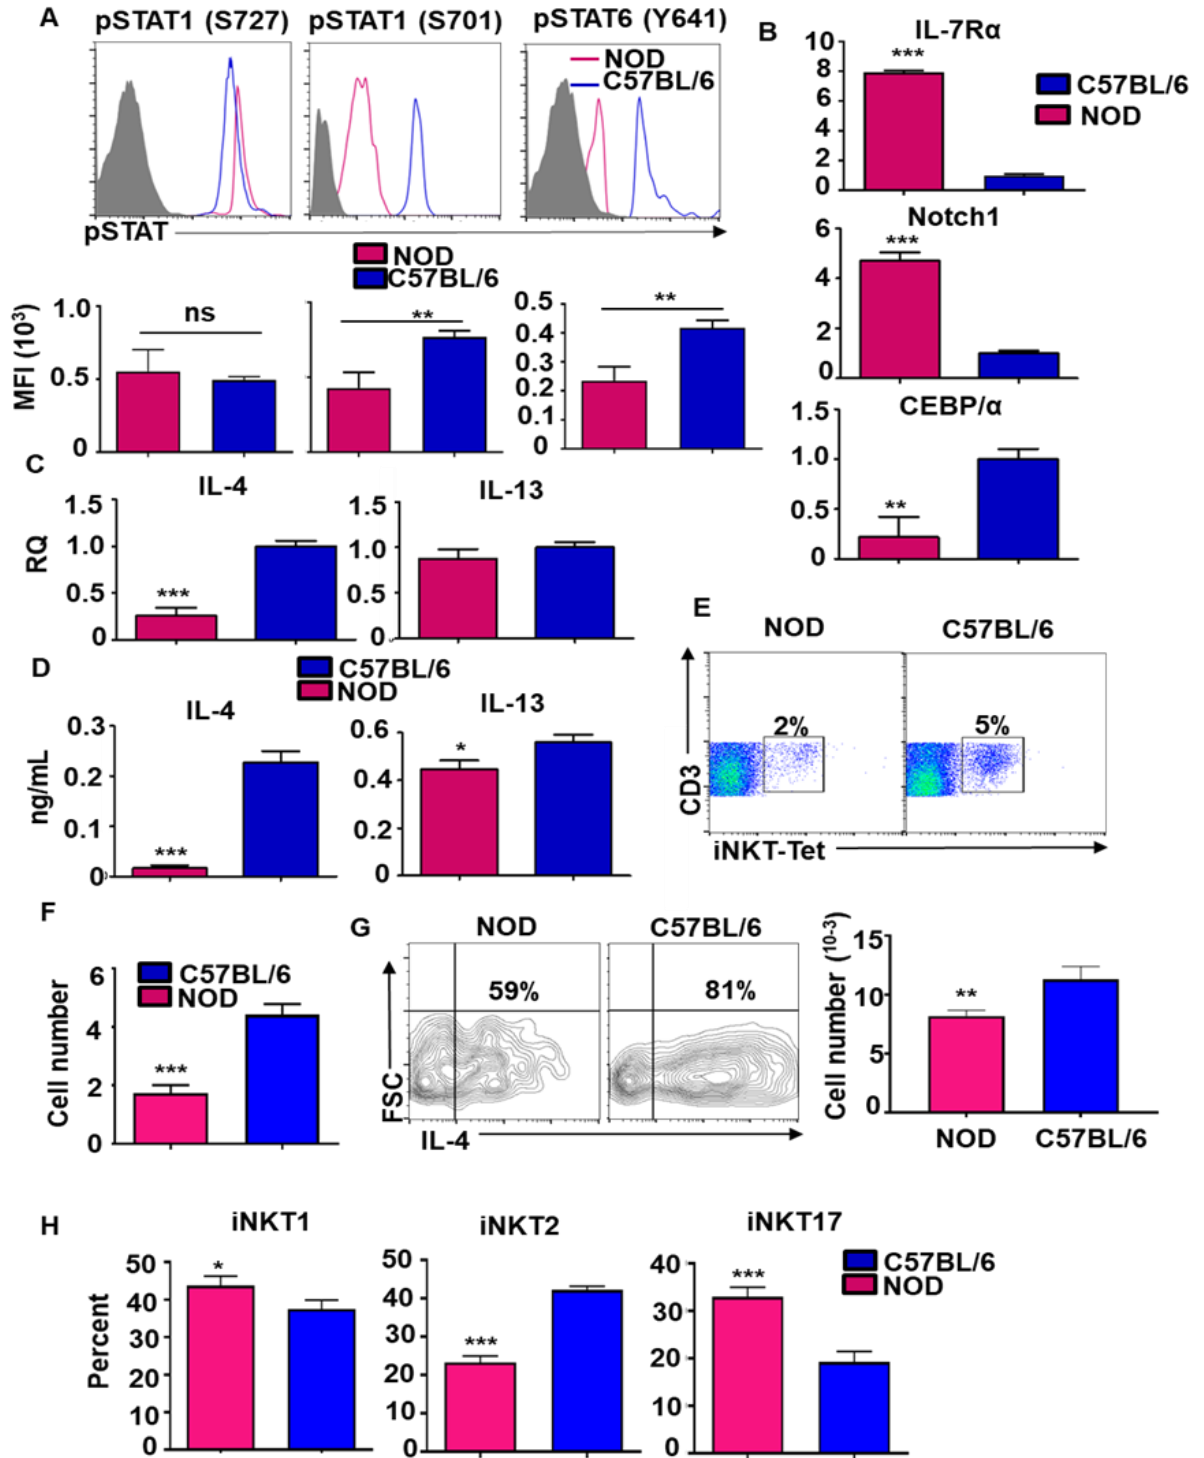 A
pSTAT1 (S727)
pSTAT1 (S701)
pSTAT6 (Y641)
NOD
C57BL/6
pSTAT
NOD
C57BL/6
MFI (10³)
1.0
0.5
0
ns
**
0.5
0.4
0.3
0.2
0.1
0
**
B
IL-7Rα
10
8
6
4
2
0
***
C57BL/6
NOD
Notch1
6
4
2
0
***
CEBP/α
1.5
1.0
0.5
0
**
C
IL-4
RQ
1.5
1.0
0.5
0
***
IL-13
1.5
1.0
0.5
0
D
C57BL/6
NOD
IL-4
ng/mL
0.3
0.2
0.1
0
***
IL-13
0.6
0.4
0.2
0
*
E
NOD
C57BL/6
2%
5%
CD3
iNKT-Tet
F
C57BL/6
NOD
Cell number
6
4
2
0
***
G
NOD
C57BL/6
59%
81%
FSC
IL-4
Cell number (10-3)
15
10
5
0
**
NOD
C57BL/6
H
iNKT1
Percent
50
40
30
20
10
0
*
iNKT2
50
40
30
20
10
0
***
iNKT17
40
30
20
10
0
***
C57BL/6
NOD